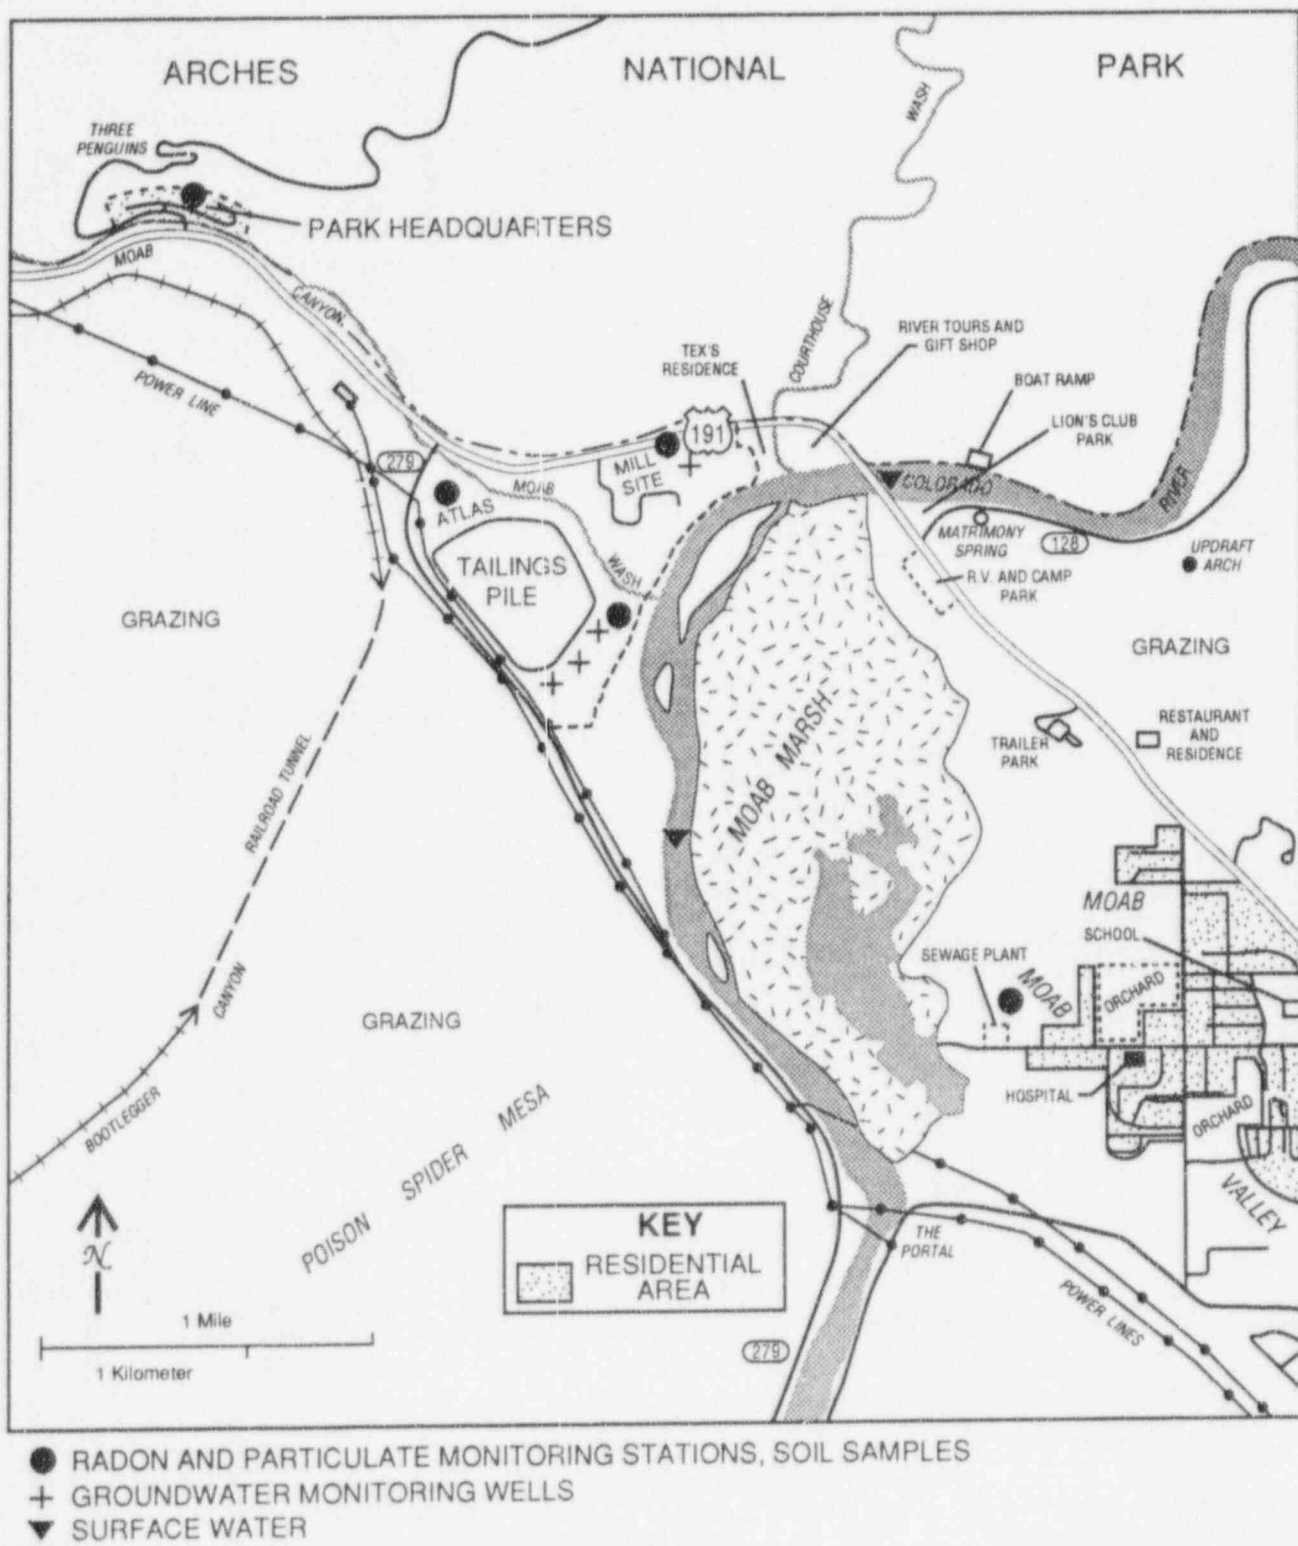 ARCHES NATIONAL PARK
THREE
PENGUINS
WASH
PARK HEADQUARTERS
MOAB
CANYON
COURTHOUSE
RIVER TOURS AND
GIFT SHOP
TEX'S
RESIDENCE
BOAT RAMP
LION'S CLUB
PARK
POWER LINE
191
279
MILL
SITE
MOAB
WASH
ATLAS
COLORADO
RIVER
MATRIMONY
SPRING
128
UPDRAFT
ARCH
R.V. AND CAMP
PARK
TAILINGS
PILE
GRAZING
GRAZING
MOAB MARSH
RESTAURANT
AND
RESIDENCE
TRAILER
PARK
RAILROAD TUNNEL
MOAB
SCHOOL
SEWAGE PLANT
MOAB
ORCHARD
BOOTLEGGER
CANYON
GRAZING
HOSPITAL
ORCHARD
POISON SPIDER MESA
VALLEY
N
KEY
RESIDENTIAL
AREA
THE
PORTAL
POWER LINES
1 Mile
1 Kilometer
279
RADON AND PARTICULATE MONITORING STATIONS, SOIL SAMPLES
GROUNDWATER MONITORING WELLS
SURFACE WATER